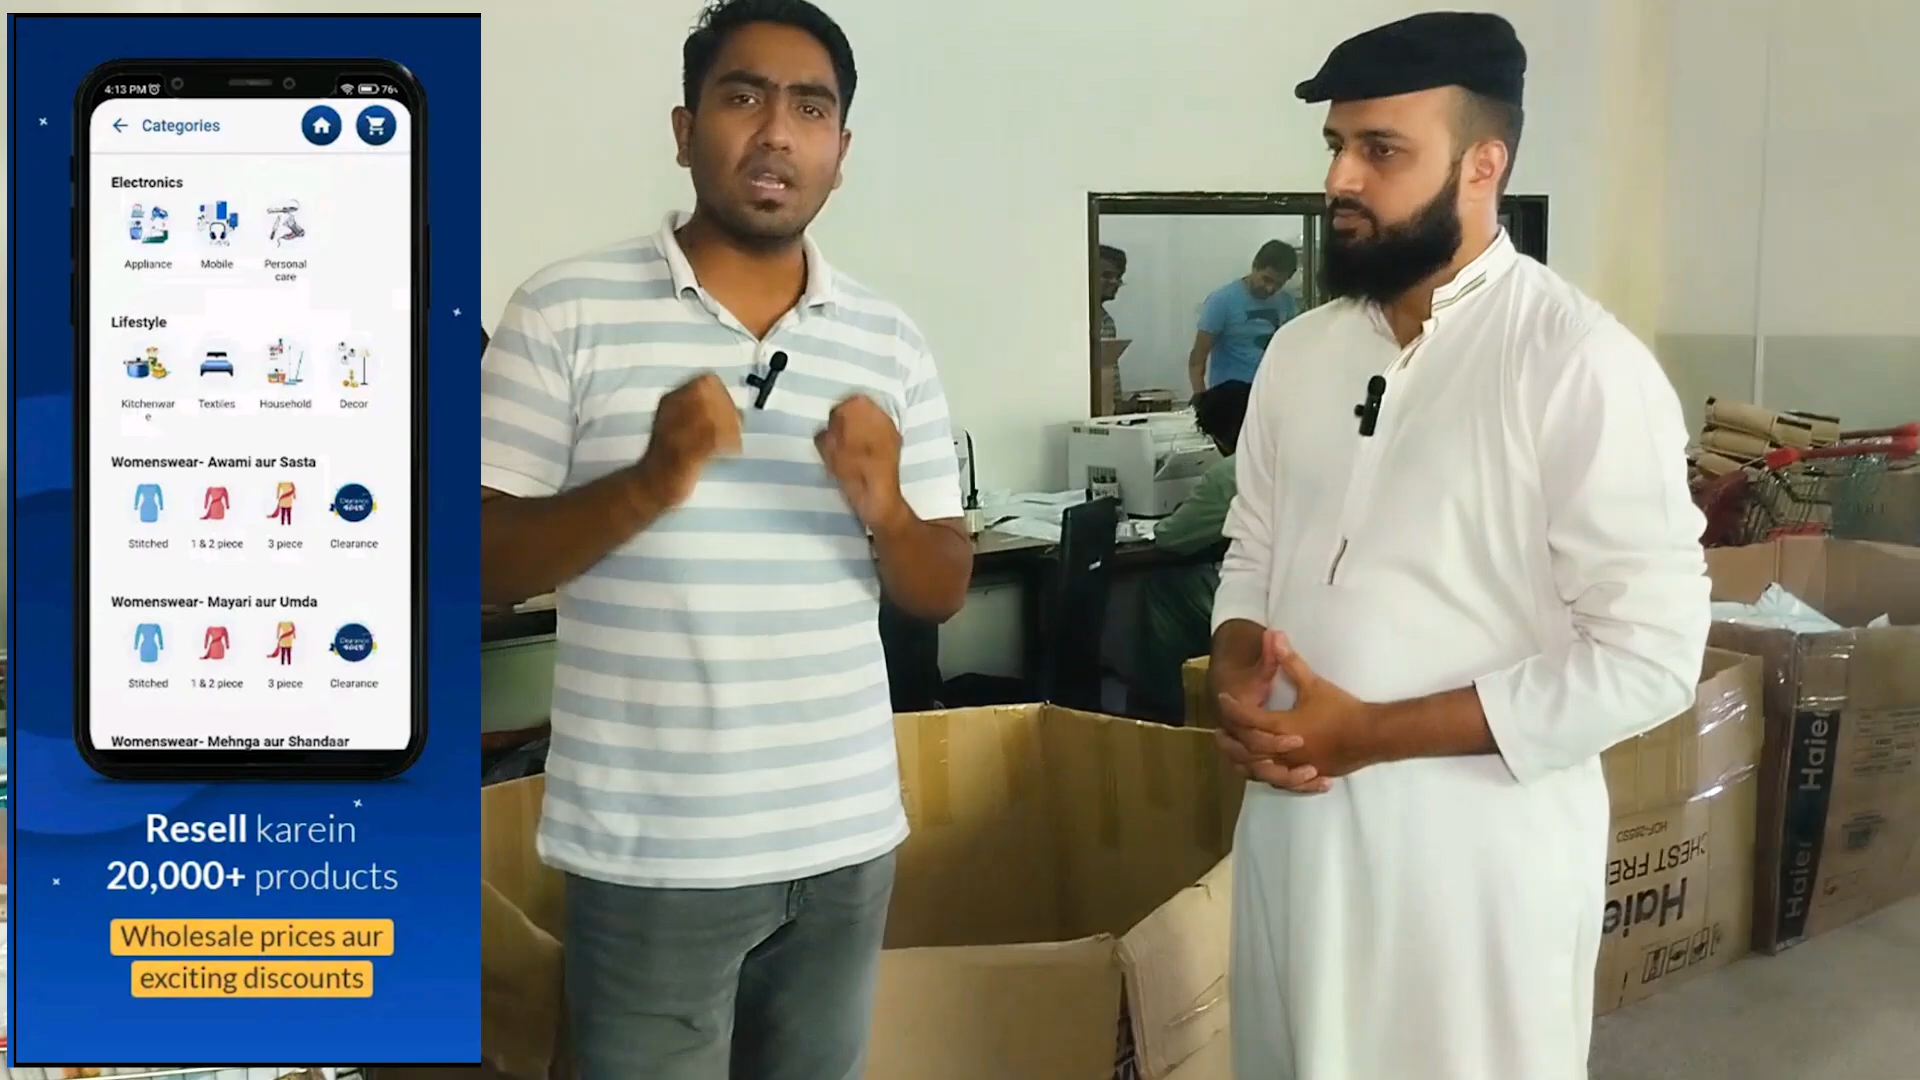 4:13 PM
76%
Categories
Electronics
Appliance
Mobile
Personal
care
Lifestyle
Kitchenwar
e
Textiles
Household
Decor
Womenswear- Awami aur Sasta
Stitched
1 & 2 piece
3 piece
Clearance
Womenswear- Mayari aur Umda
Stitched
1 & 2 piece
3 piece
Clearance
Womenswear- Mehnga aur Shandaar
Resell karein
20,000+ products
Wholesale prices aur
exciting discounts
Haier
Haier
Haier